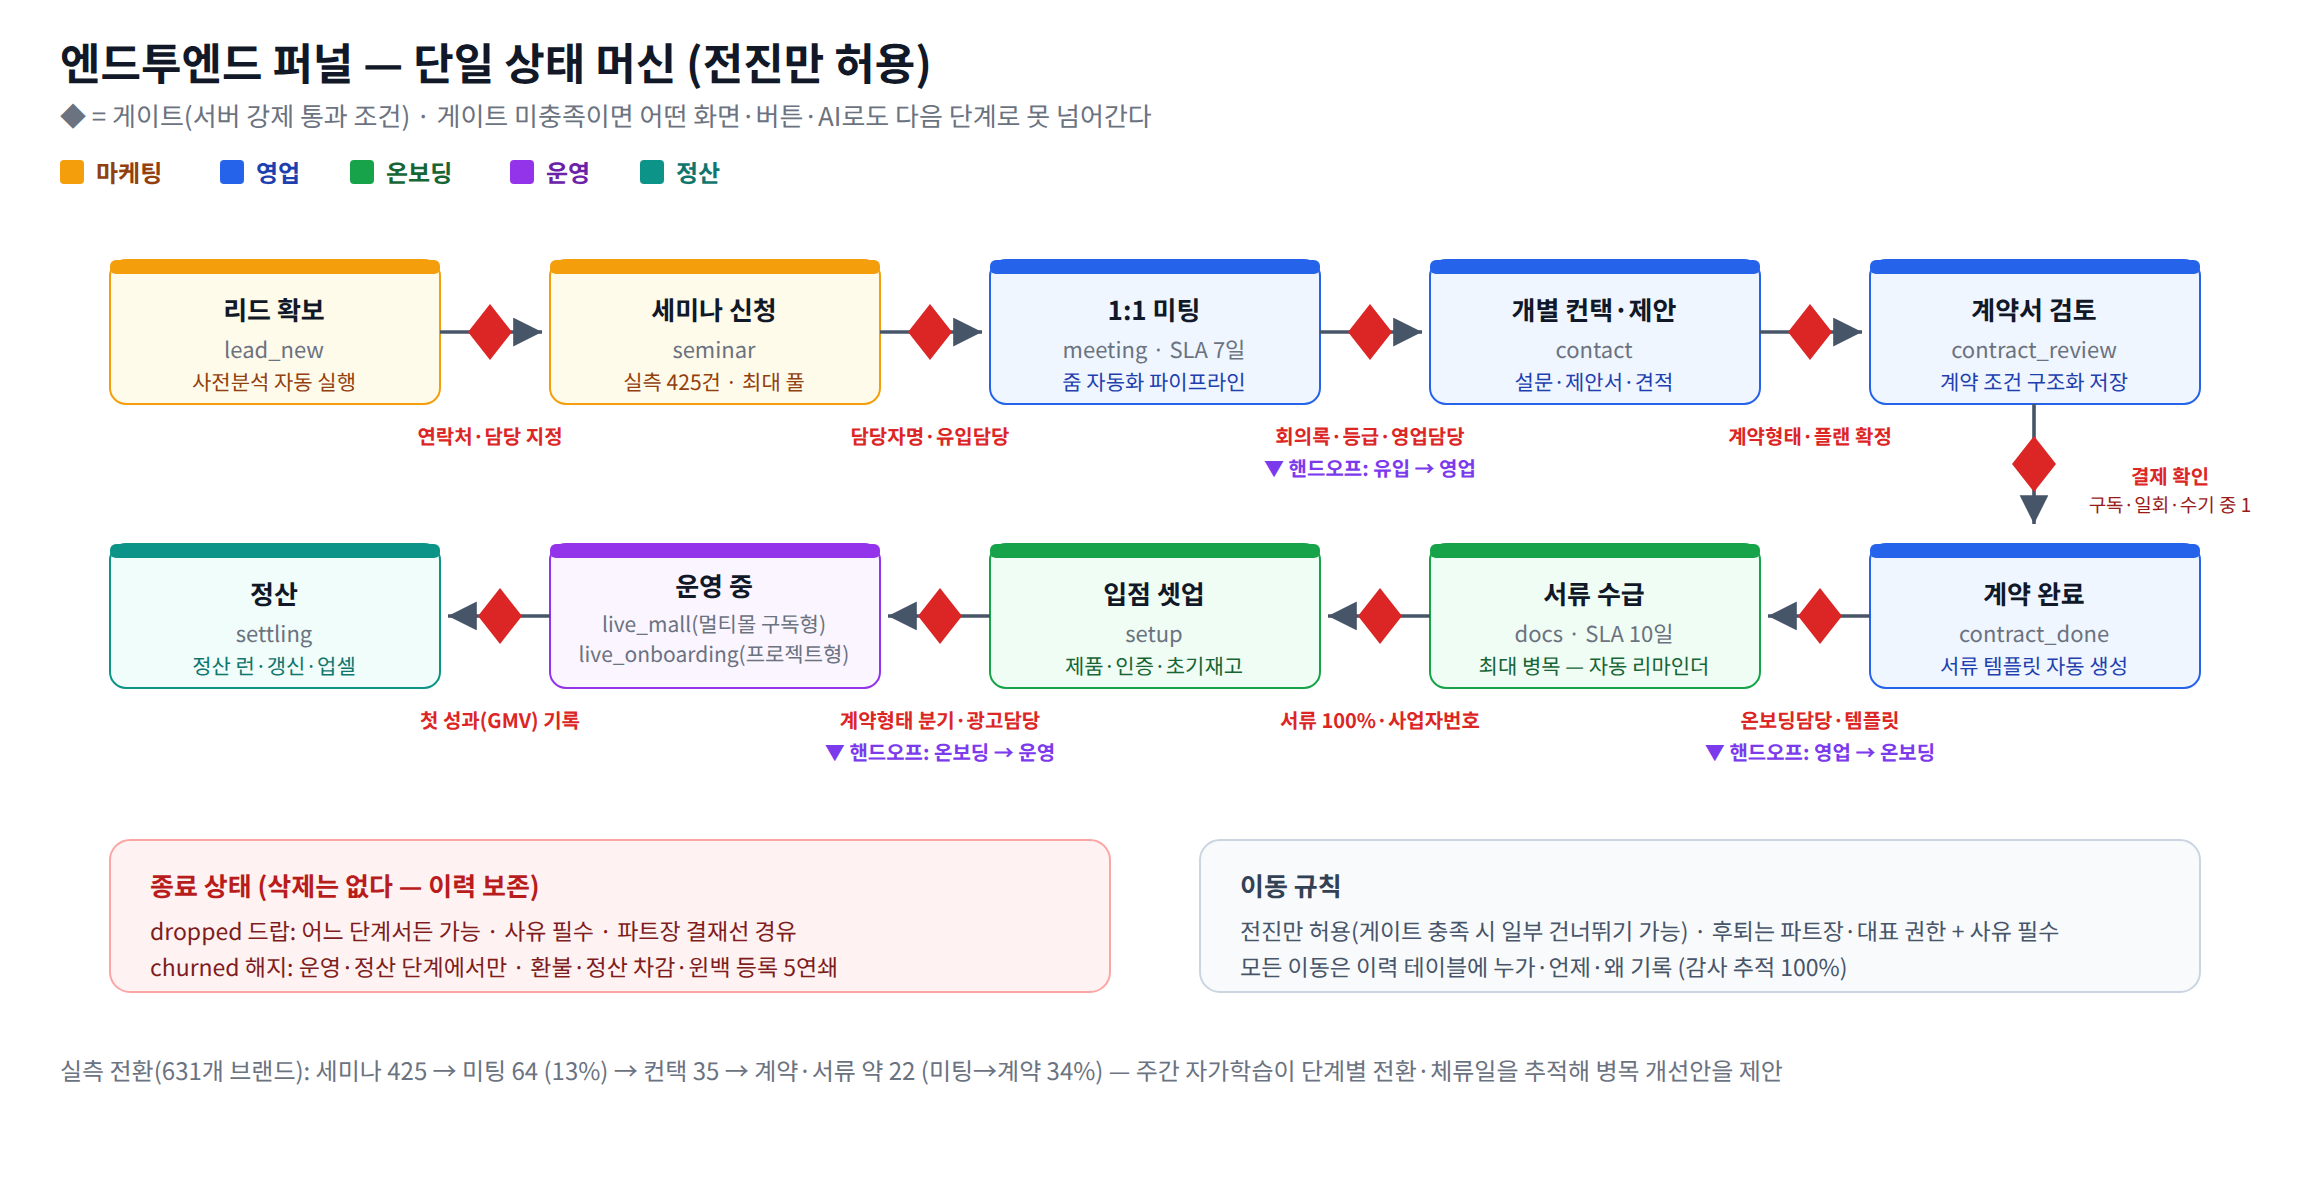 엔드투엔드 퍼널 — 단일 상태 머신 (전진만 허용)
◆ = 게이트(서버 강제 통과 조건) · 게이트 미충족이면 어떤 화면·버튼·AI로도 다음 단계로 못 넘어간다
마케팅 영업 온보딩 운영 정산
리드 확보
lead_new
사전분석 자동 실행
세미나 신청
seminar
실측 425건 · 최대 풀
1:1 미팅
meeting · SLA 7일
줌 자동화 파이프라인
개별 컨택·제안
contact
설문·제안서·견적
계약서 검토
contract_review
계약 조건 구조화 저장
연락처·담당 지정
담당자명·유입담당
회의록·등급·영업담당
▼ 핸드오프: 유입 → 영업
계약형태·플랜 확정
결제 확인
구독·일회·수기 중 1
정산
settling
정산 런·갱신·업셀
운영 중
live_mall(멀티몰 구독형)
live_onboarding(프로젝트형)
입점 셋업
setup
제품·인증·초기재고
서류 수급
docs · SLA 10일
최대 병목 — 자동 리마인더
계약 완료
contract_done
서류 템플릿 자동 생성
첫 성과(GMV) 기록
계약형태 분기·광고담당
▼ 핸드오프: 온보딩 → 운영
서류 100%·사업자번호
온보딩담당·템플릿
▼ 핸드오프: 영업 → 온보딩
종료 상태 (삭제는 없다 — 이력 보존)
dropped 드랍: 어느 단계서든 가능 · 사유 필수 · 파트장 결재선 경유
churned 해지: 운영·정산 단계에서만 · 환불·정산 차감·윈백 등록 5연쇄
이동 규칙
전진만 허용(게이트 충족 시 일부 건너뛰기 가능) · 후퇴는 파트장·대표 권한 + 사유 필수
모든 이동은 이력 테이블에 누가·언제·왜 기록 (감사 추적 100%)
실측 전환(631개 브랜드): 세미나 425 → 미팅 64 (13%) → 컨택 35 → 계약·서류 약 22 (미팅→계약 34%) — 주간 자가학습이 단계별 전환·체류일을 추적해 병목 개선안을 제안